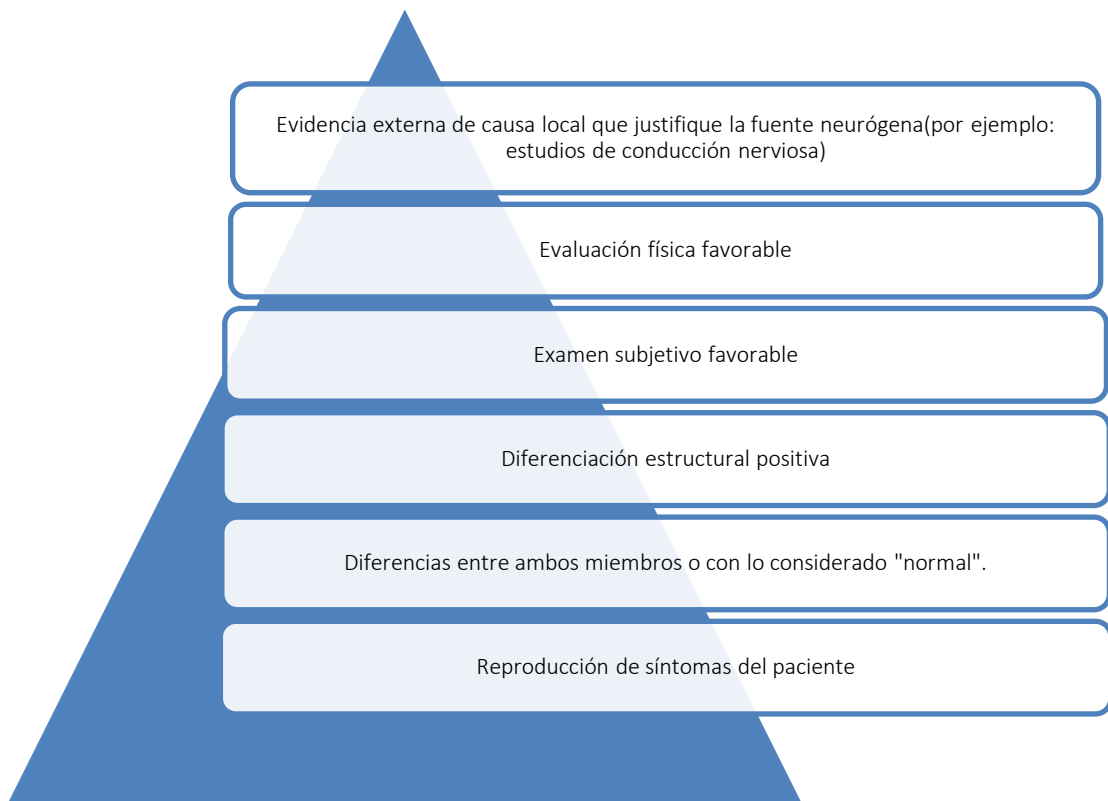 Evidencia externa de causa local que justifique la fuente neurógena(por ejemplo:
estudios de conducción nerviosa)
Evaluación física favorable
Examen subjetivo favorable
Diferenciación estructural positiva
Diferencias entre ambos miembros o con lo considerado "normal".
Reproducción de síntomas del paciente